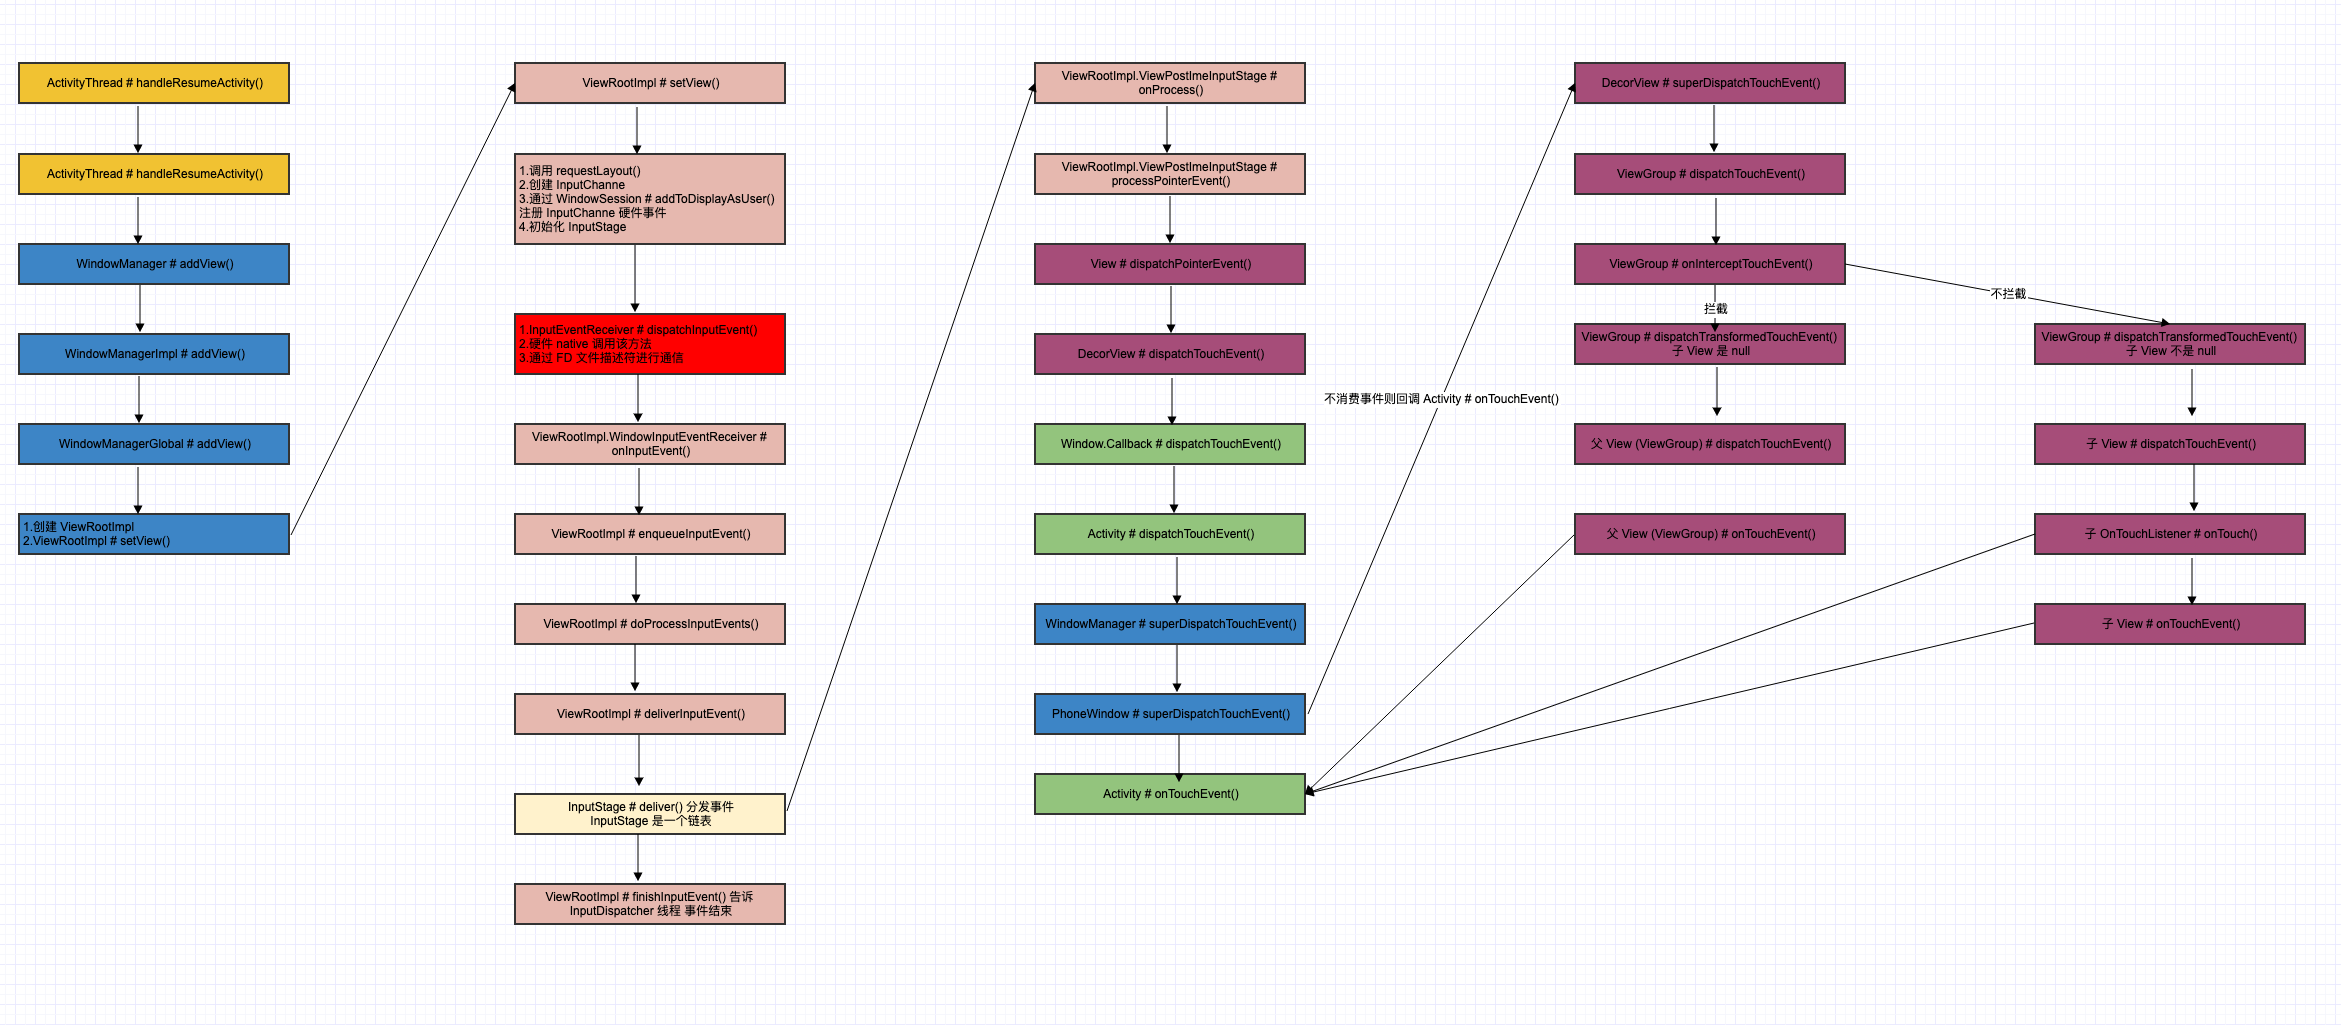 ActivityThread # handleResumeActivity()
ActivityThread # handleResumeActivity()
WindowManager # addView()
WindowManagerImpl # addView()
WindowManagerGlobal # addView()
1.创建 ViewRootImpl
2.ViewRootImpl # setView()
ViewRootImpl # setView()
1.调用 requestLayout()
2.创建 InputChanne
3.通过 WindowSession # addToDisplayAsUser()
注册 InputChanne 硬件事件
4.初始化 InputStage
1.InputEventReceiver # dispatchInputEvent()
2.硬件 native 调用该方法
3.通过 FD 文件描述符进行通信
ViewRootImpl.WindowInputEventReceiver #
onInputEvent()
ViewRootImpl # enqueueInputEvent()
ViewRootImpl # doProcessInputEvents()
ViewRootImpl # deliverInputEvent()
InputStage # deliver() 分发事件
InputStage 是一个链表
ViewRootImpl # finishInputEvent() 告诉
InputDispatcher 线程 事件结束
ViewRootImpl.ViewPostImeInputStage #
onProcess()
ViewRootImpl.ViewPostImeInputStage #
processPointerEvent()
View # dispatchPointerEvent()
DecorView # dispatchTouchEvent()
Window.Callback # dispatchTouchEvent()
Activity # dispatchTouchEvent()
WindowManager # superDispatchTouchEvent()
PhoneWindow # superDispatchTouchEvent()
Activity # onTouchEvent()
不消费事件则回调 Activity # onTouchEvent()
DecorView # superDispatchTouchEvent()
ViewGroup # dispatchTouchEvent()
ViewGroup # onInterceptTouchEvent()
拦截
不拦截
ViewGroup # dispatchTransformedTouchEvent()
子 View 是 null
父 View (ViewGroup) # dispatchTouchEvent()
父 View (ViewGroup) # onTouchEvent()
ViewGroup # dispatchTransformedTouchEvent()
子 View 不是 null
子 View # dispatchTouchEvent()
子 OnTouchListener # onTouch()
子 View # onTouchEvent()